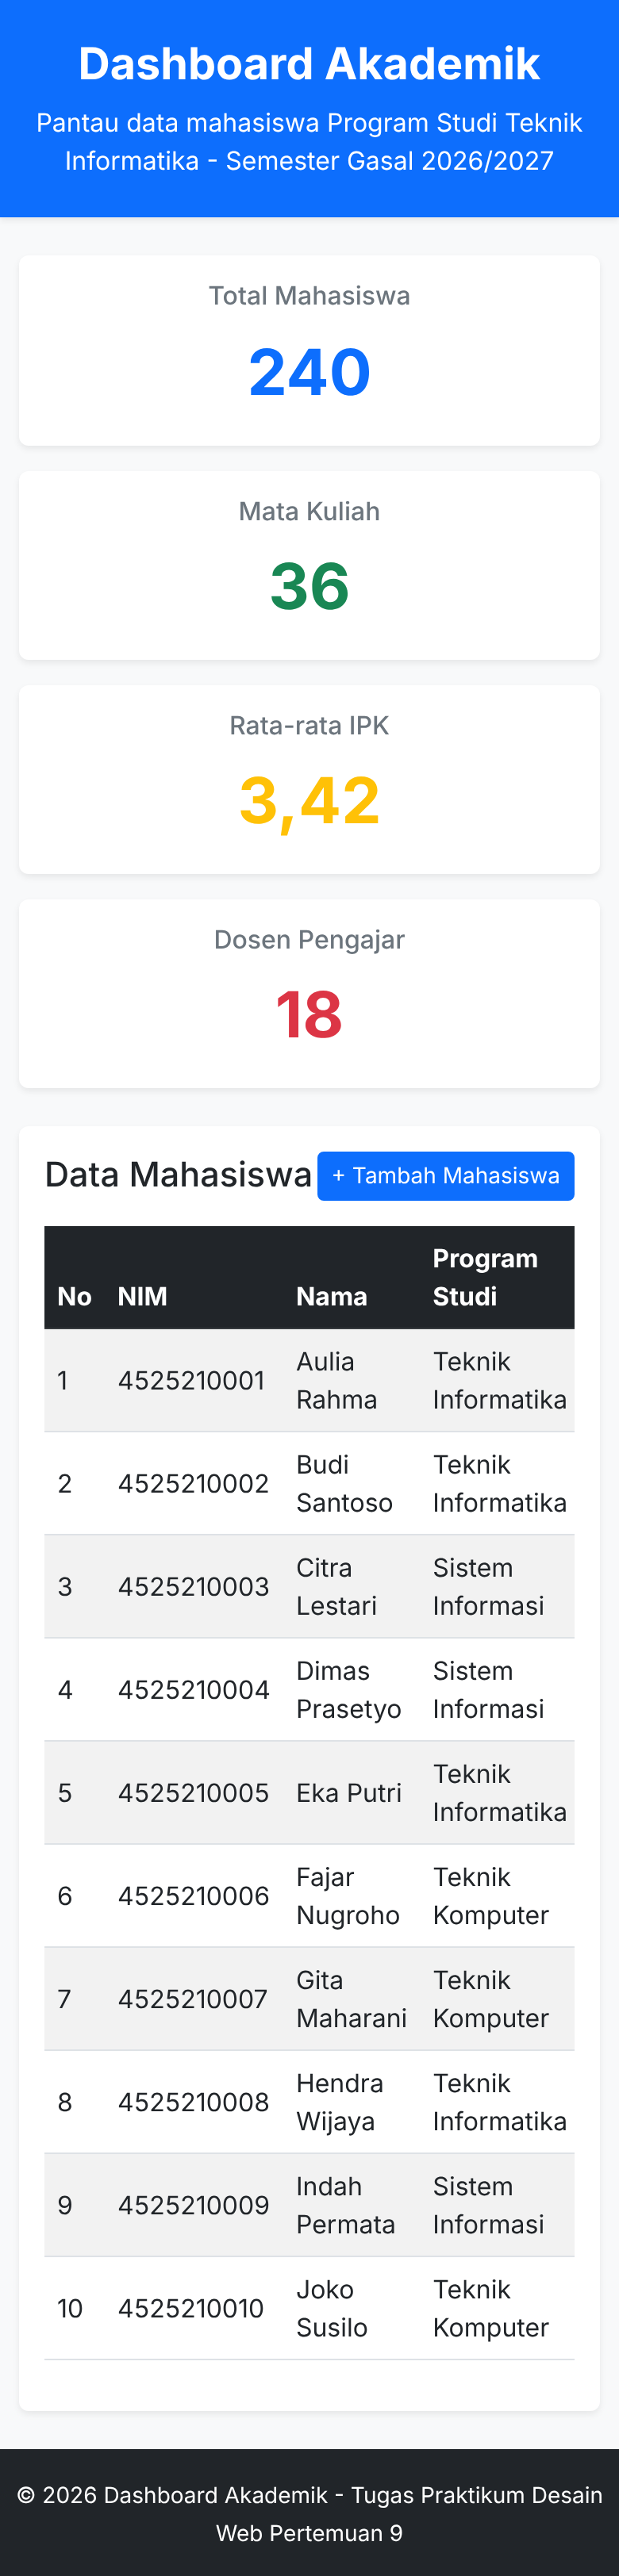 Dashboard Akademik
Pantau data mahasiswa Program Studi Teknik
Informatika - Semester Gasal 2026/2027
Total Mahasiswa
240
Mata Kuliah
36
Rata-rata IPK
3,42
Dosen Pengajar
18
Data Mahasiswa + Tambah Mahasiswa
No NIM Nama Program Studi
1 4525210001 Aulia Rahma Teknik Informatika
2 4525210002 Budi Santoso Teknik Informatika
3 4525210003 Citra Lestari Sistem Informasi
4 4525210004 Dimas Prasetyo Sistem Informasi
5 4525210005 Eka Putri Teknik Informatika
6 4525210006 Fajar Nugroho Teknik Komputer
7 4525210007 Gita Maharani Teknik Komputer
8 4525210008 Hendra Wijaya Teknik Informatika
9 4525210009 Indah Permata Sistem Informasi
10 4525210010 Joko Susilo Teknik Komputer
© 2026 Dashboard Akademik - Tugas Praktikum Desain
Web Pertemuan 9